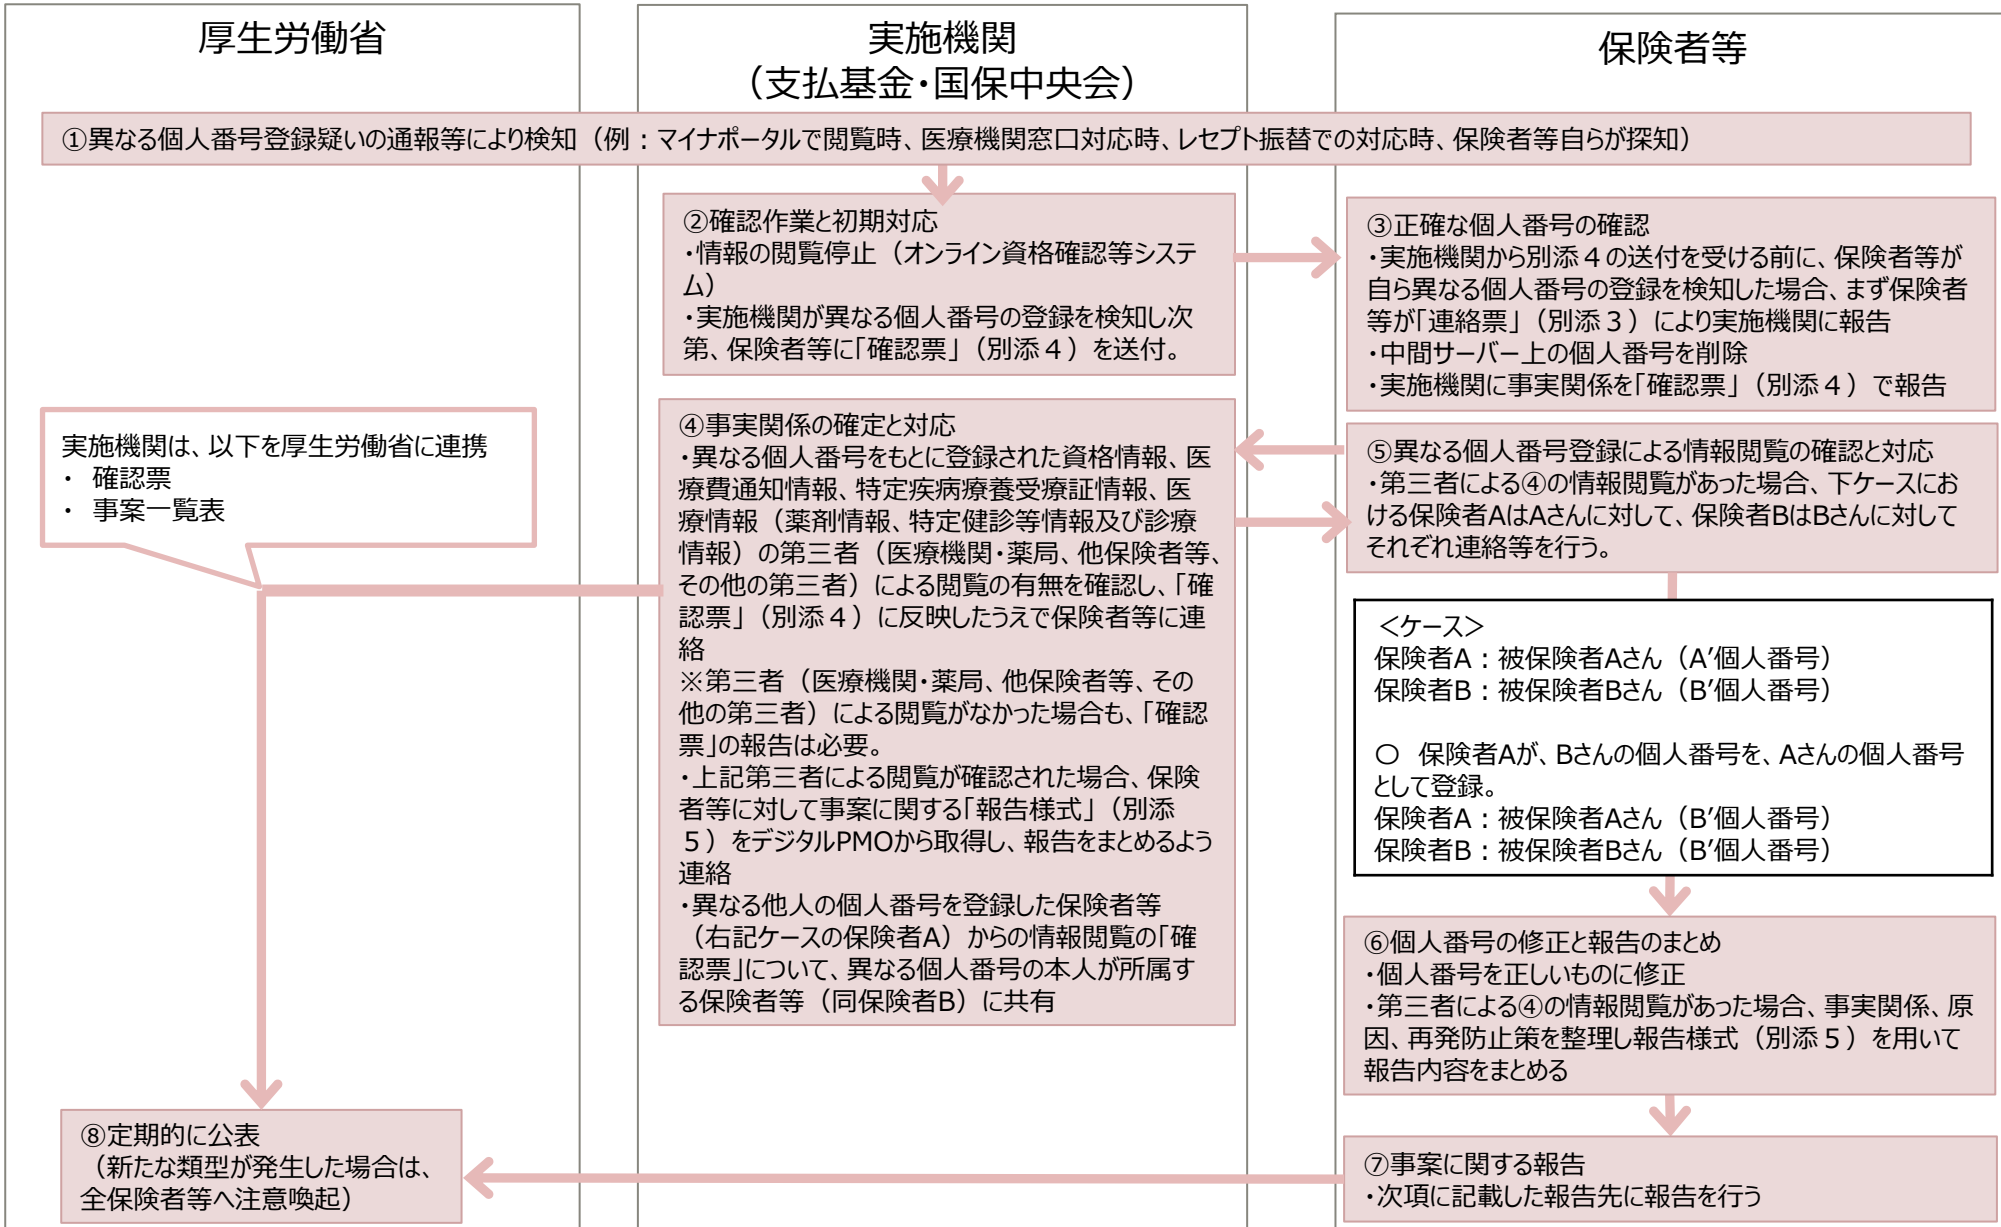 厚生労働省
実施機関
（支払基金・国保中央会）
保険者等
①異なる個人番号登録疑いの通報等により検知（例：マイナポータルで閲覧時、医療機関窓口対応時、レセプト振替での対応時、保険者等自らが探知）
②確認作業と初期対応
・情報の閲覧停止（オンライン資格確認等システ
ム）
・実施機関が異なる個人番号の登録を検知し次
第、保険者等に「確認票」（別添４）を送付。
③正確な個人番号の確認
・実施機関から別添４の送付を受ける前に、保険者等が
自ら異なる個人番号の登録を検知した場合、まず保険者
等が「連絡票」（別添３）により実施機関に報告
・中間サーバー上の個人番号を削除
・実施機関に事実関係を「確認票」（別添４）で報告
実施機関は、以下を厚生労働省に連携
・ 確認票
・ 事案一覧表
④事実関係の確定と対応
・異なる個人番号をもとに登録された資格情報、医
療費通知情報、特定疾病療養受療証情報、医
療情報（薬剤情報、特定健診等情報及び診療
情報）の第三者（医療機関・薬局、他保険者等、
その他の第三者）による閲覧の有無を確認し、「確
認票」（別添４）に反映したうえで保険者等に連
絡
※第三者（医療機関・薬局、他保険者等、その
他の第三者）による閲覧がなかった場合も、「確認
票」の報告は必要。
・上記第三者による閲覧が確認された場合、保険
者等に対して事案に関する「報告様式」（別添
５）をデジタルPMOから取得し、報告をまとめるよう
連絡
・異なる他人の個人番号を登録した保険者等
（右記ケースの保険者A）からの情報閲覧の「確
認票」について、異なる個人番号の本人が所属す
る保険者等（同保険者B）に共有
⑤異なる個人番号登録による情報閲覧の確認と対応
・第三者による④の情報閲覧があった場合、下ケースにお
ける保険者AはAさんに対して、保険者BはBさんに対して
それぞれ連絡等を行う。
＜ケース＞
保険者A：被保険者Aさん（A’個人番号）
保険者B：被保険者Bさん（B’個人番号）
○ 保険者Aが、Bさんの個人番号を、Aさんの個人番号
として登録。
保険者A：被保険者Aさん（B’個人番号）
保険者B：被保険者Bさん（B’個人番号）
⑥個人番号の修正と報告のまとめ
・個人番号を正しいものに修正
・第三者による④の情報閲覧があった場合、事実関係、原
因、再発防止策を整理し報告様式（別添５）を用いて
報告内容をまとめる
⑦事案に関する報告
・次項に記載した報告先に報告を行う
⑧定期的に公表
（新たな類型が発生した場合は、
全保険者等へ注意喚起）